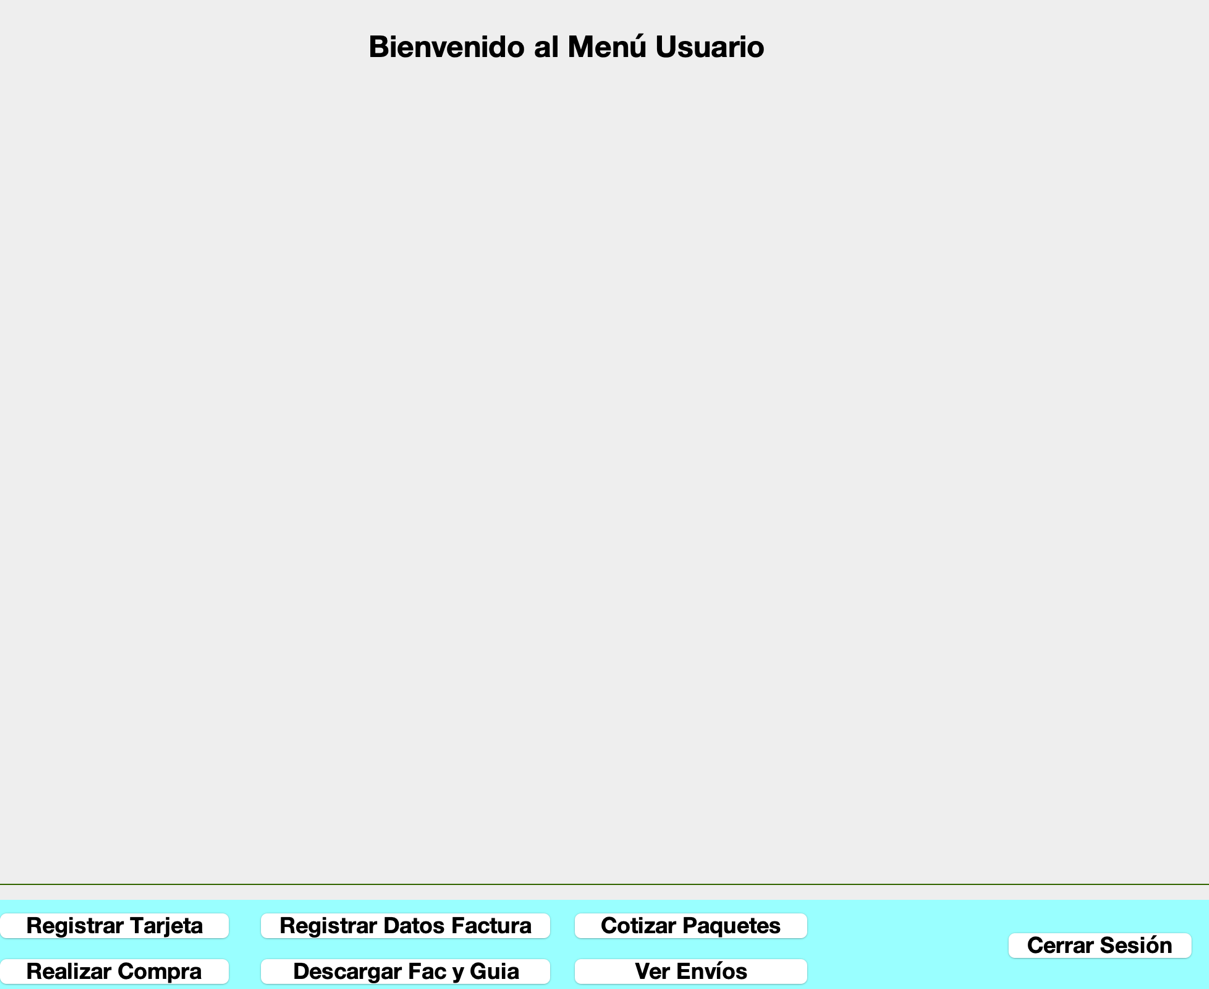 Bienvenido al Menú Usuario
Registrar Tarjeta
Registrar Datos Factura
Cotizar Paquetes
Cerrar Sesión
Realizar Compra
Descargar Fac y Guia
Ver Envíos